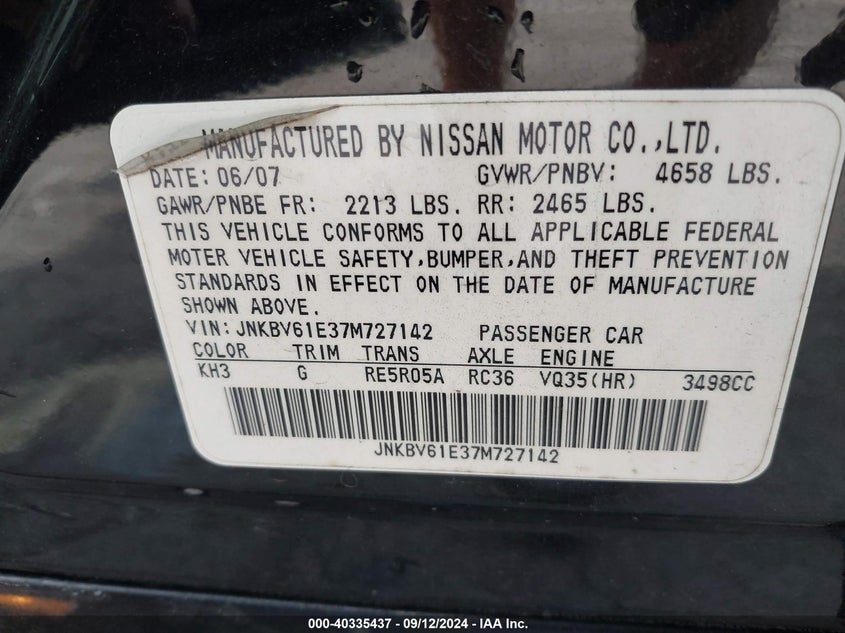 MANUFACTURED BY NISSAN MOTOR CO.,LTD.
DATE: 06/07 GVWR/PNBV: 4658 LBS.
GAWR/PNBE FR: 2213 LBS. RR: 2465 LBS.
THIS VEHICLE CONFORMS TO ALL APPLICABLE FEDERAL
MOTER VEHICLE SAFETY,BUMPER,AND THEFT PREVENTION
STANDARDS IN EFFECT ON THE DATE OF MANUFACTURE
SHOWN ABOVE.
VIN: JNKBV61E37M727142 PASSENGER CAR
COLOR TRIM TRANS AXLE ENGINE
KH3 G RE5R05A RC36 VQ35(HR) 3498CC
JNKBV61E37M727142
000-40335437 - 09/12/2024 - IAA Inc.